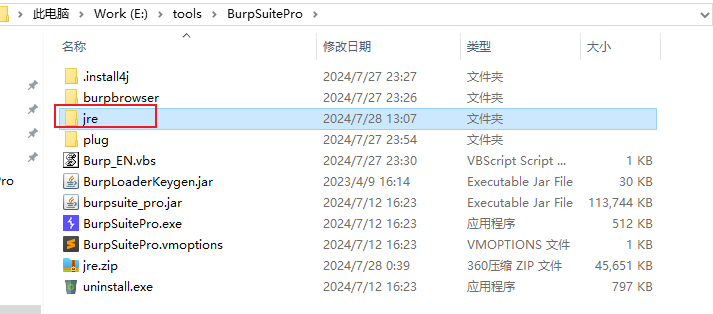 此电脑 › Work (E:) › tools › BurpSuitePro ›
名称 修改日期 类型 大小
.install4j 2024/7/27 23:27 文件夹
burpbrowser 2024/7/27 23:26 文件夹
jre 2024/7/28 13:07 文件夹
plug 2024/7/27 23:54 文件夹
Burp_EN.vbs 2024/7/27 23:30 VBScript Script ... 1 KB
ro BurpLoaderKeygen.jar 2023/4/9 16:14 Executable Jar File 30 KB
burpsuite_pro.jar 2024/7/12 16:23 Executable Jar File 113,744 KB
BurpSuitePro.exe 2024/7/12 16:23 应用程序 512 KB
BurpSuitePro.vmoptions 2024/7/12 16:23 VMOPTIONS 文件 1 KB
jre.zip 2024/7/28 0:39 360压缩 ZIP 文件 45,651 KB
uninstall.exe 2024/7/12 16:23 应用程序 797 KB